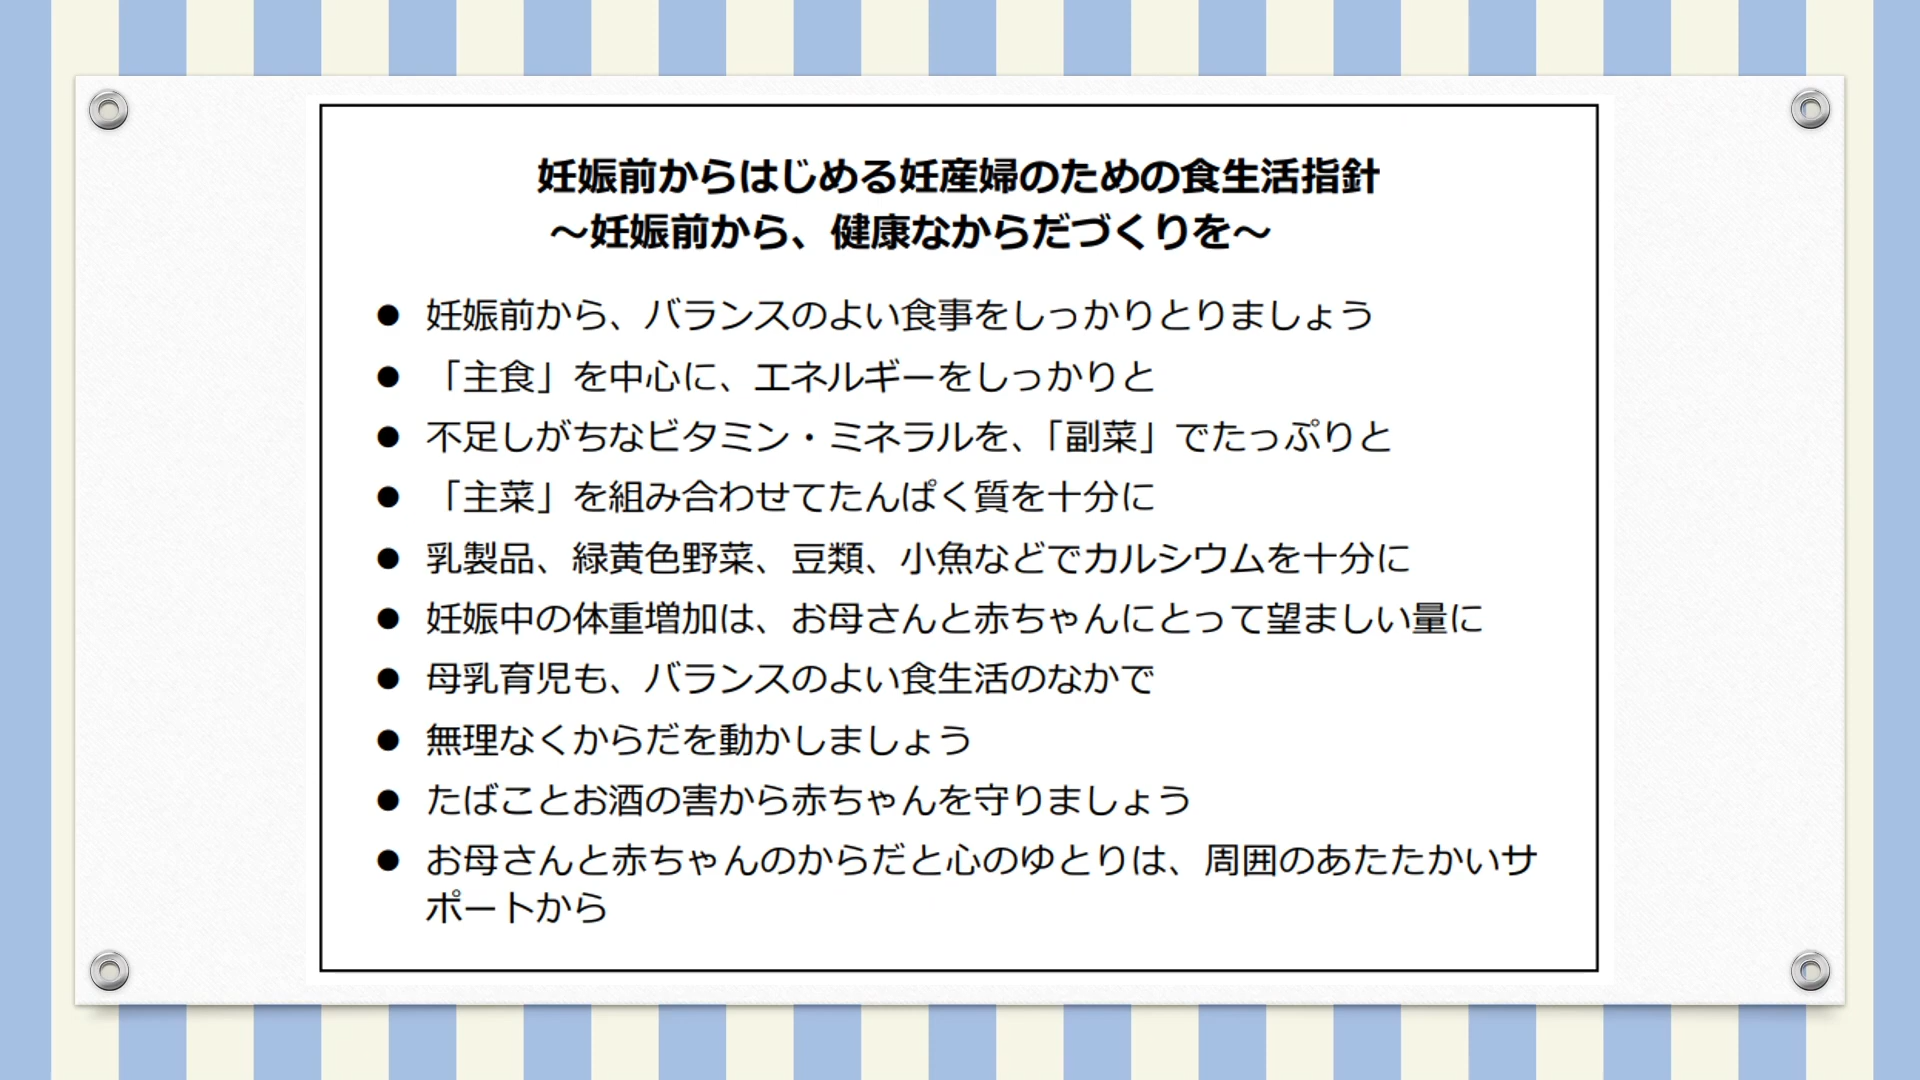 妊娠前からはじめる妊産婦のための食生活指針
～妊娠前から、健康なからだづくりを～
● 妊娠前から、バランスのよい食事をしっかりとりましょう
● 「主食」を中心に、エネルギーをしっかりと
● 不足しがちなビタミン・ミネラルを、「副菜」でたっぷりと
● 「主菜」を組み合わせてたんぱく質を十分に
● 乳製品、緑黄色野菜、豆類、小魚などでカルシウムを十分に
● 妊娠中の体重増加は、お母さんと赤ちゃんにとって望ましい量に
● 母乳育児も、バランスのよい食生活のなかで
● 無理なくからだを動かしましょう
● たばことお酒の害から赤ちゃんを守りましょう
● お母さんと赤ちゃんのからだと心のゆとりは、周囲のあたたかいサ
ポートから